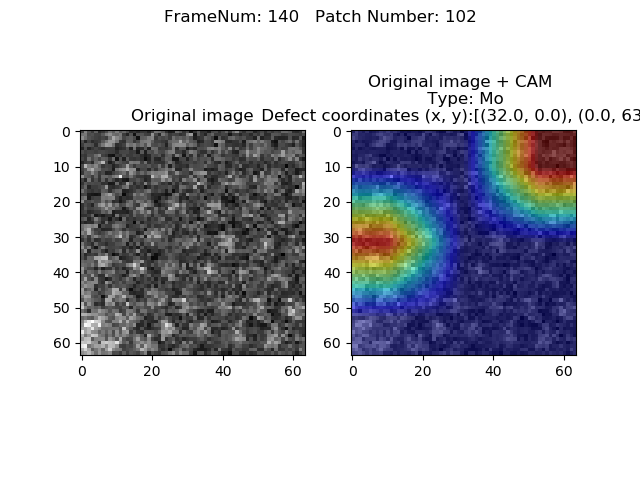 FrameNum: 140   Patch Number: 102
Original image + CAM
Type: Mo
Original image
Defect coordinates (x, y):[(32.0, 0.0), (0.0, 63
0
10
20
30
40
50
60
0 20 40 60
0
10
20
30
40
50
60
0 20 40 60